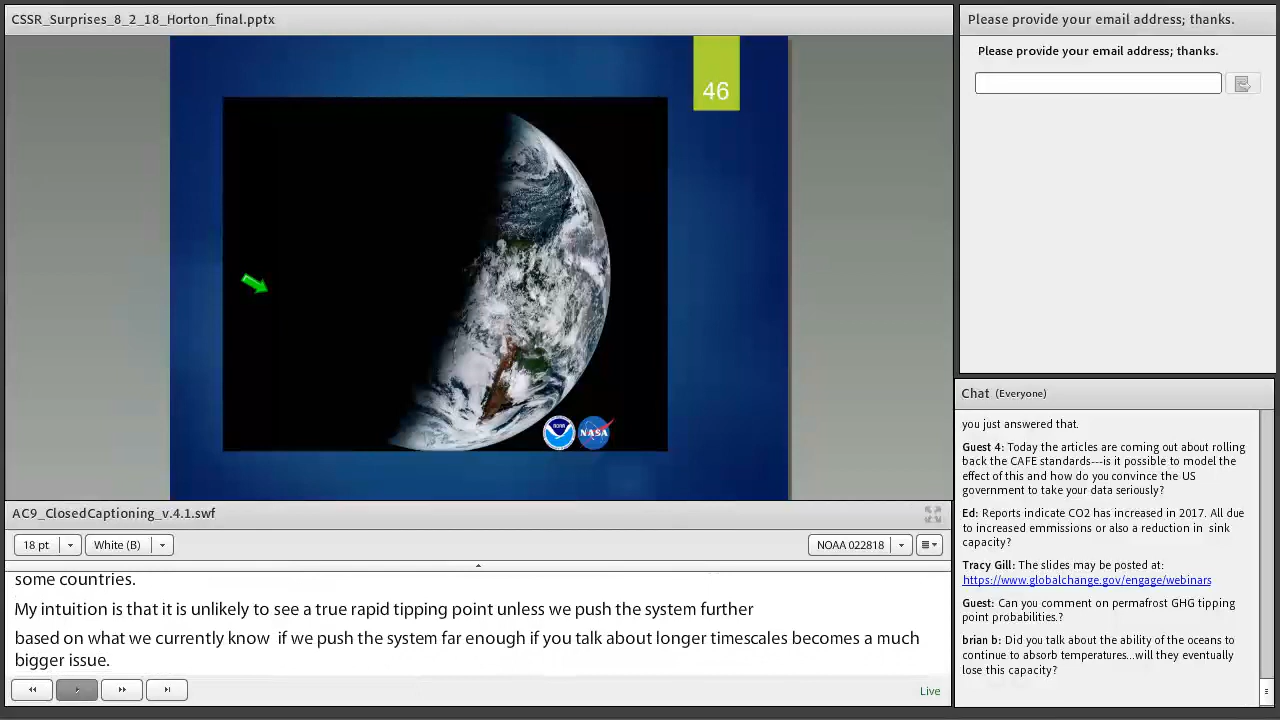 CSSR_Surprises_8_2_18_Horton_final.pptx
46
NOAA
NASA
AC9_ClosedCaptioning_v.4.1.swf
18 pt
White (B)
NOAA 022818
some countries.
My intuition is that it is unlikely to see a true rapid tipping point unless we push the system further
based on what we currently know  if we push the system far enough if you talk about longer timescales becomes a much
bigger issue.
Live
Please provide your email address; thanks.
Please provide your email address; thanks.
Chat (Everyone)
you just answered that.
Guest 4: Today the articles are coming out about rolling
back the CAFE standards---is it possible to model the
effect of this and how do you convince the US
government to take your data seriously?
Ed: Reports indicate CO2 has increased in 2017. All due
to increased emmissions or also a reduction in  sink
capacity?
Tracy Gill: The slides may be posted at:
https://www.globalchange.gov/engage/webinars
Guest: Can you comment on permafrost GHG tipping
point probabilities.?
brian b: Did you talk about the ability of the oceans to
continue to absorb temperatures...will they eventually
lose this capacity?